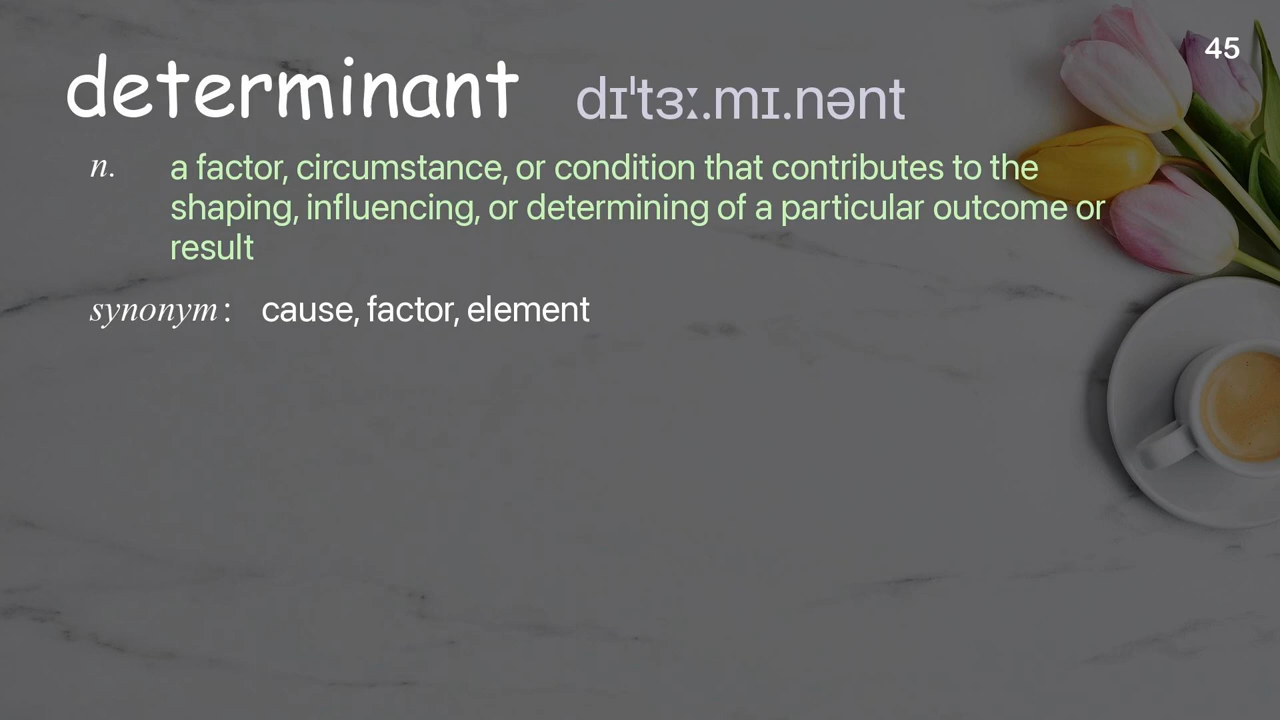 45
determinant dɪˈtɜː.mɪ.nənt
n. a factor, circumstance, or condition that contributes to the
shaping, influencing, or determining of a particular outcome or
result
synonym: cause, factor, element